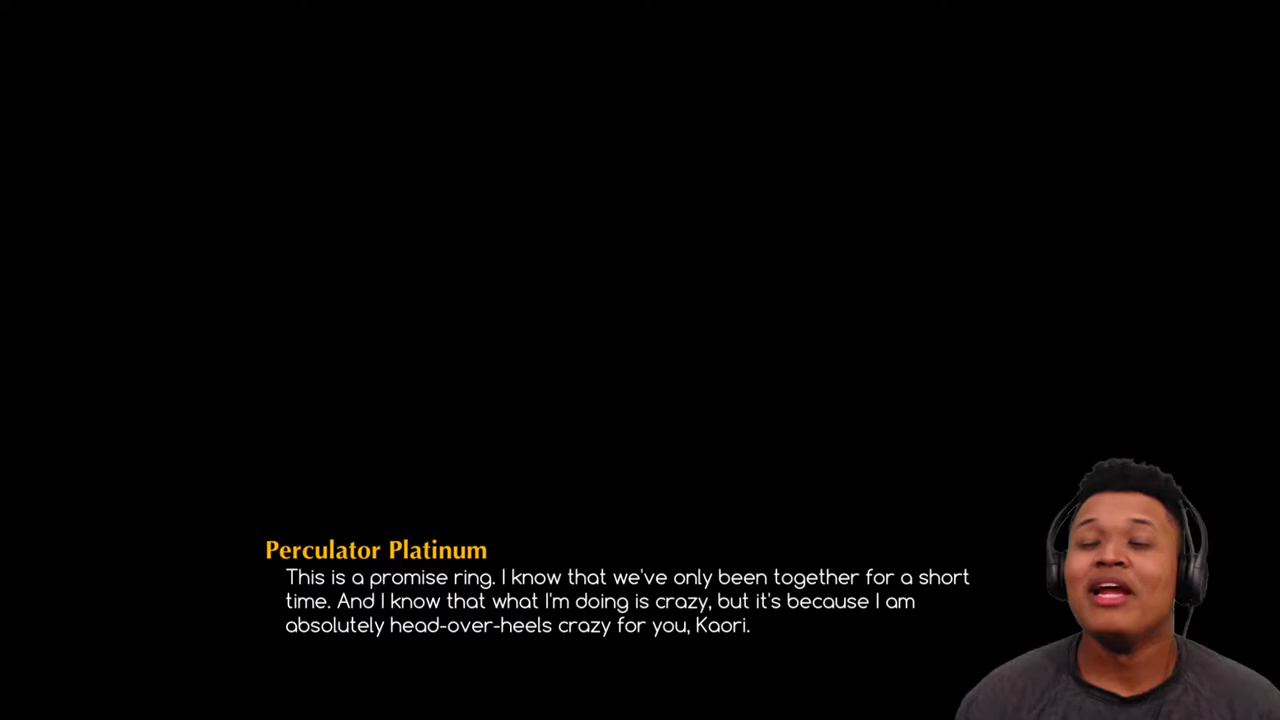 Perculator Platinum
This is a promise ring. I know that we've only been together for a short
time. And I know that what I'm doing is crazy, but it's because I am
absolutely head-over-heels crazy for you, Kaori.